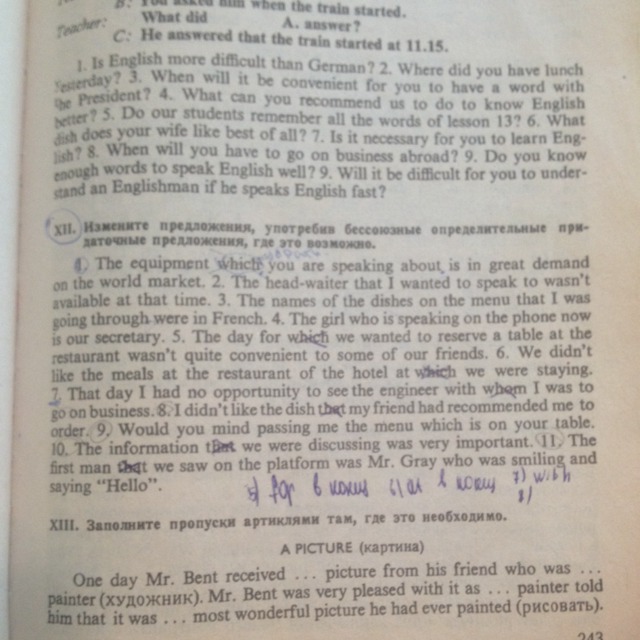 B: You asked him when the train started.
Teacher: What did A. answer?
C: He answered that the train started at 11.15.
1. Is English more difficult than German? 2. Where did you have lunch
yesterday? 3. When will it be convenient for you to have a word with
the President? 4. What can you recommend us to do to know English
better? 5. Do our students remember all the words of lesson 13? 6. What
dish does your wife like best of all? 7. Is it necessary for you to learn Eng-
lish? 8. When will you have to go on business abroad? 9. Do you know
enough words to speak English well? 9. Will it be difficult for you to under-
stand an Englishman if he speaks English fast?
XII. Измените предложения, употребив бессоюзные определительные при-
даточные предложения, где это возможно.
1. The equipment which you are speaking about is in great demand
on the world market. 2. The head-waiter that I wanted to speak to wasn't
available at that time. 3. The names of the dishes on the menu that I was
going through were in French. 4. The girl who is speaking on the phone now
is our secretary. 5. The day for which we wanted to reserve a table at the
restaurant wasn't quite convenient to some of our friends. 6. We didn't
like the meals at the restaurant of the hotel at which we were staying.
7. That day I had no opportunity to see the engineer with whom I was to
go on business. 8. I didn't like the dish that my friend had recommended me to
order. 9. Would you mind passing me the menu which is on your table.
10. The information that we were discussing was very important. 11. The
first man that we saw on the platform was Mr. Gray who was smiling and
saying "Hello".
5) for в конец 6) at в конец 7) with
8)
XIII. Заполните пропуски артиклями там, где это необходимо.
A PICTURE (картина)
One day Mr. Bent received ... picture from his friend who was ...
painter (художник). Mr. Bent was very pleased with it as ... painter told
him that it was ... most wonderful picture he had ever painted (рисовать).
243